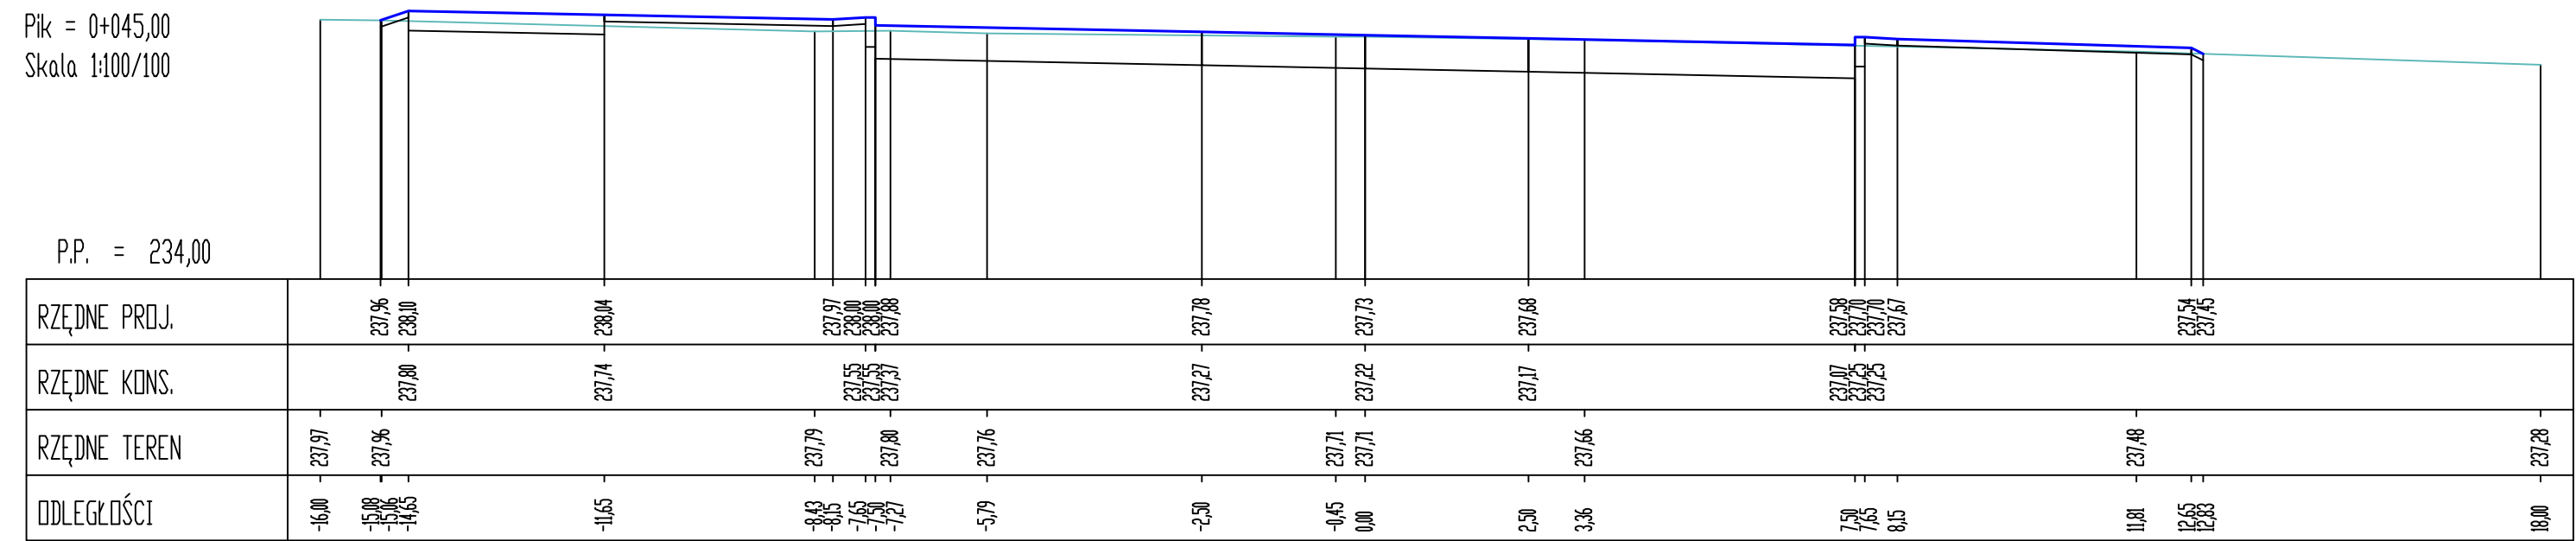 Pik = 0+045,00
Skala 1:100/100
P.P. = 234,00
RZĘDNE PROJ. 237,96 238,10 238,04 237,97 238,00 238,00 237,88 237,78 237,73 237,68 237,58 237,70 237,70 237,67 237,54 237,45
RZĘDNE KONS. 237,80 237,74 237,55 237,55 237,37 237,27 237,22 237,17 237,07 237,25 237,25
RZĘDNE TEREN 237,97 237,96 237,79 237,80 237,76 237,71 237,71 237,66 237,48 237,28
ODLEGŁOŚCI -16,00 -15,08 -15,06 -14,65 -11,65 -8,43 -8,15 -7,65 -7,50 -7,27 -5,79 -2,50 -0,45 0,00 2,50 3,36 7,50 7,65 8,15 11,81 12,65 12,83 18,00